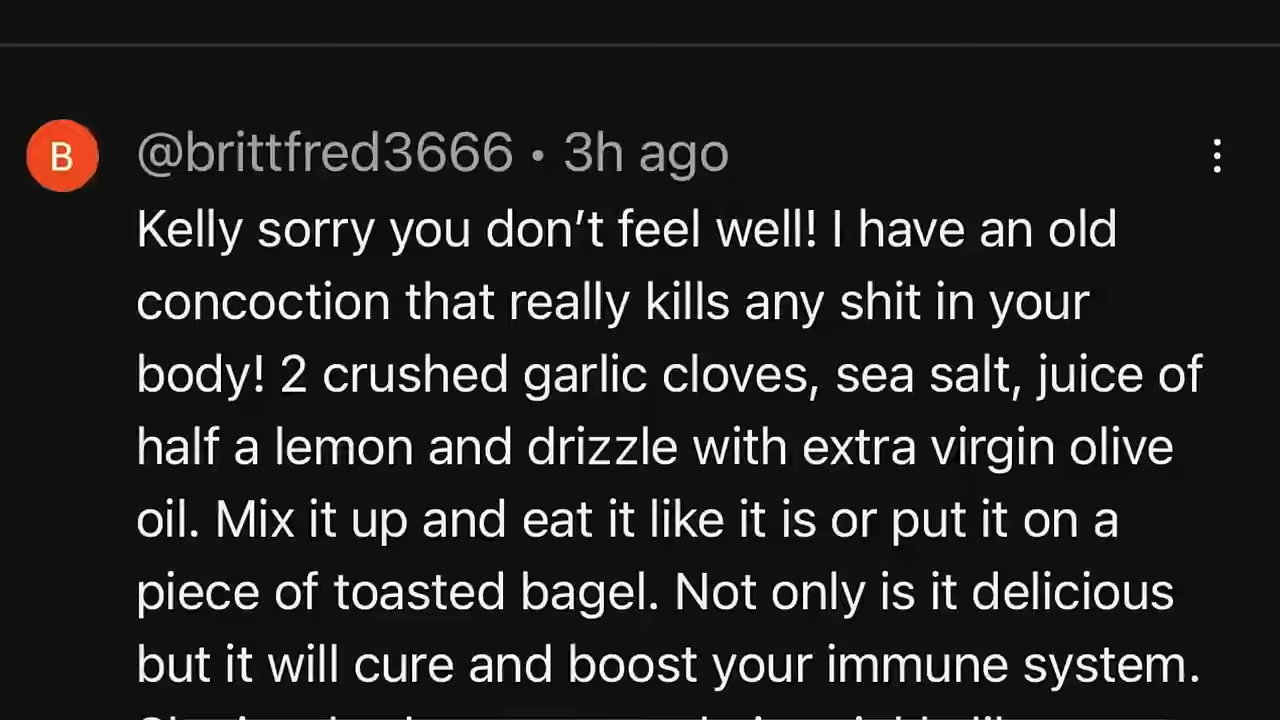 B
@brittfred3666 • 3h ago
Kelly sorry you don’t feel well! I have an old
concoction that really kills any shit in your
body! 2 crushed garlic cloves, sea salt, juice of
half a lemon and drizzle with extra virgin olive
oil. Mix it up and eat it like it is or put it on a
piece of toasted bagel. Not only is it delicious
but it will cure and boost your immune system.